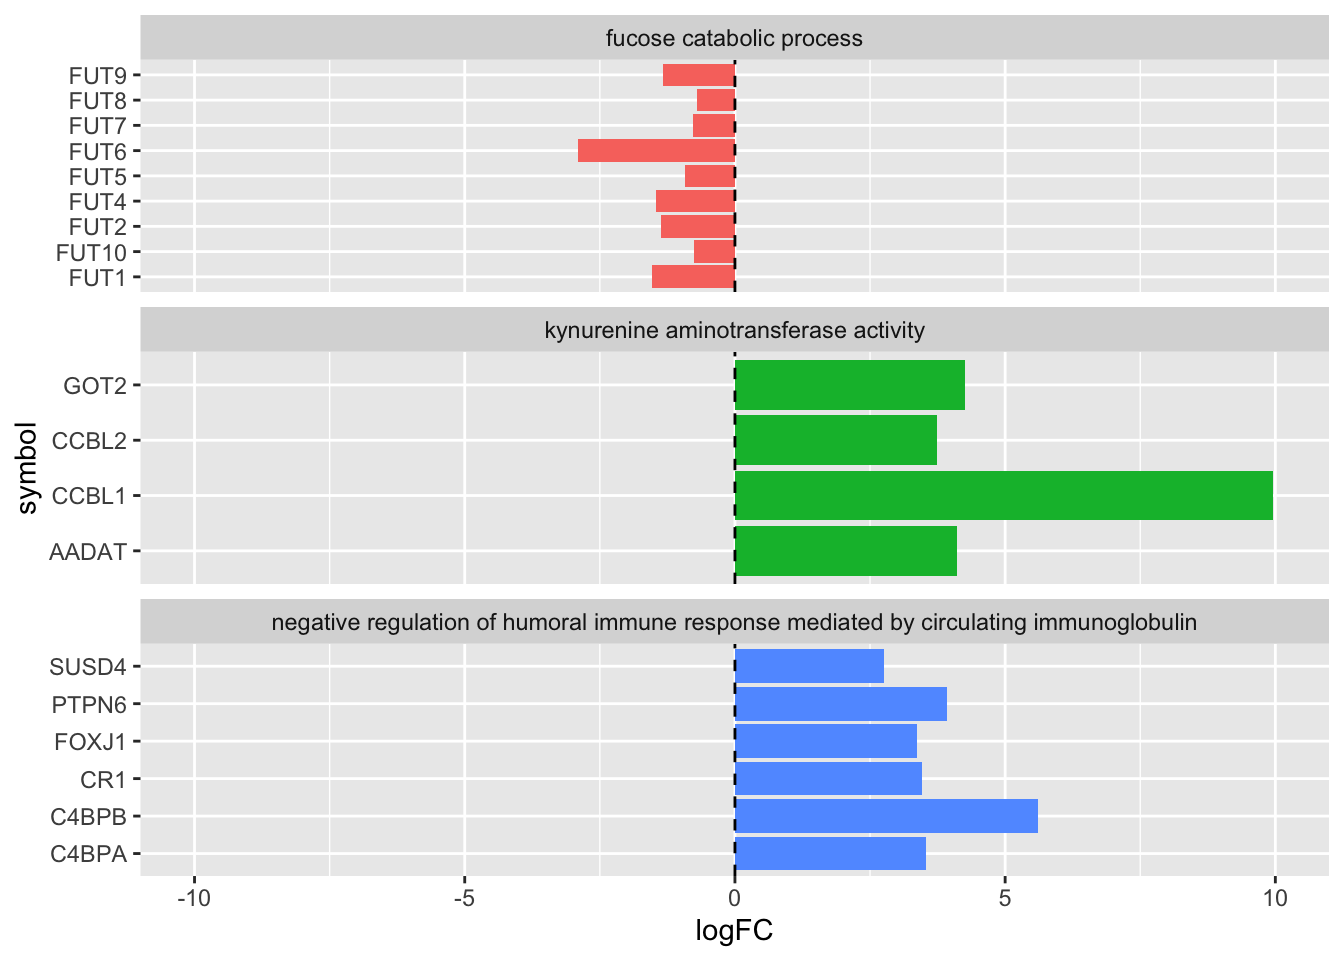 fucose catabolic process
FUT9
FUT8
FUT7
FUT6
FUT5
FUT4
FUT2
FUT10
FUT1
kynurenine aminotransferase activity
GOT2
CCBL2
CCBL1
AADAT
symbol
negative regulation of humoral immune response mediated by circulating immunoglobulin
SUSD4
PTPN6
FOXJ1
CR1
C4BPB
C4BPA
-10 -5 0 5 10
logFC